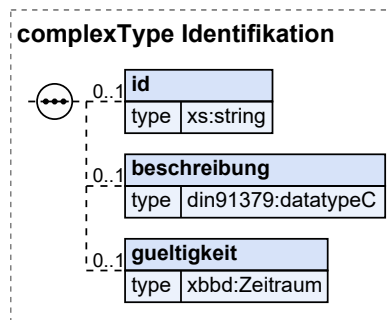 complexType Identifikation
0..1 id
type xs:string
0..1 beschreibung
type din91379:datatypeC
0..1 gueltigkeit
type xbbd:Zeitraum